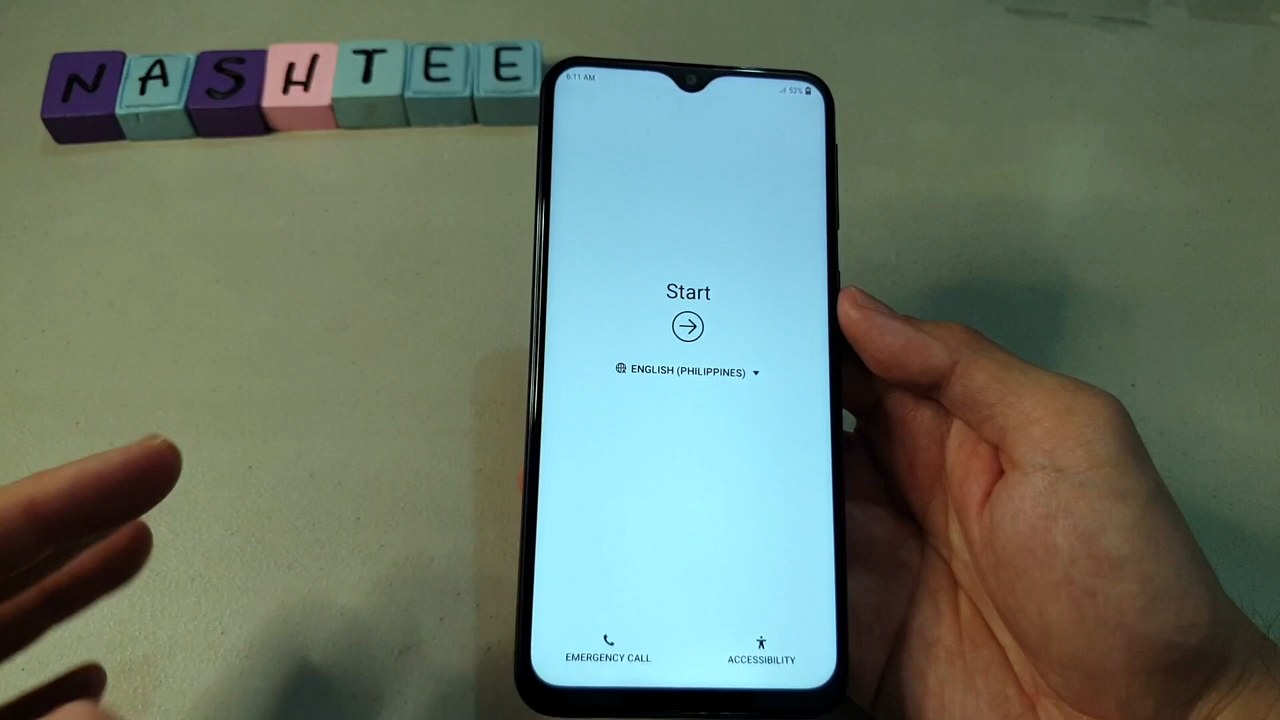 NASHTEE
6:11 AM
52%
Start
ENGLISH (PHILIPPINES)
EMERGENCY CALL
ACCESSIBILITY